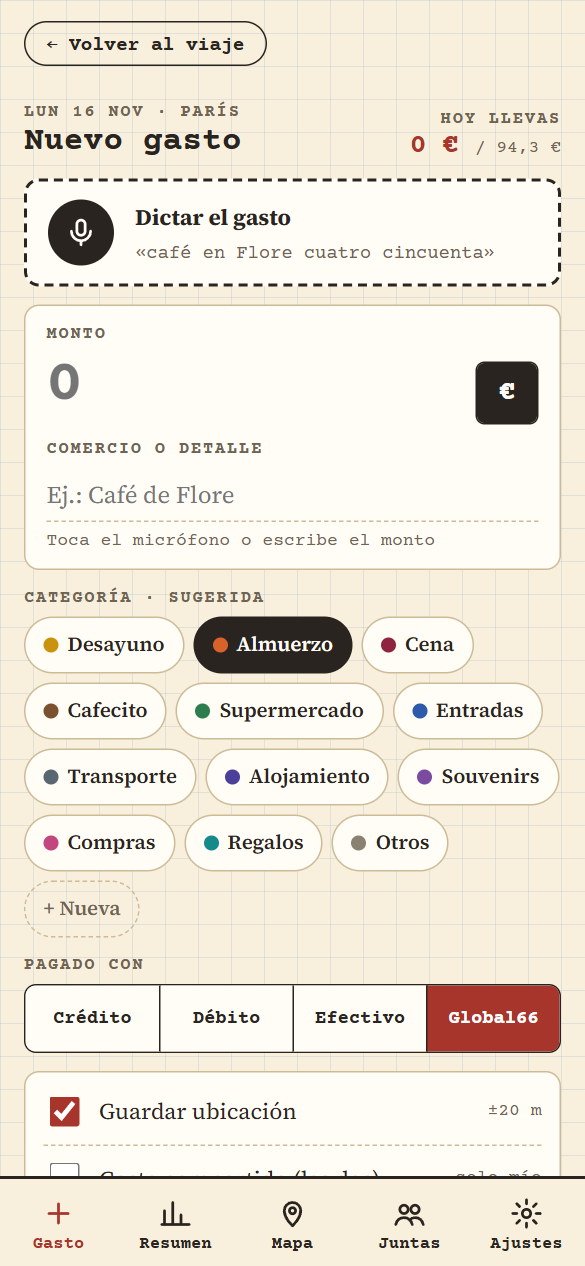 ← Volver al viaje
LUN 16 NOV · PARÍS
Nuevo gasto
HOY LLEVAS
0 € / 94,3 €
Dictar el gasto
«café en Flore cuatro cincuenta»
MONTO
0
€
COMERCIO O DETALLE
Ej.: Café de Flore
Toca el micrófono o escribe el monto
CATEGORÍA · SUGERIDA
Desayuno Almuerzo Cena
Cafecito Supermercado Entradas
Transporte Alojamiento Souvenirs
Compras Regalos Otros
+ Nueva
PAGADO CON
Crédito Débito Efectivo Global66
Guardar ubicación ±20 m
Gasto Resumen Mapa Juntas Ajustes